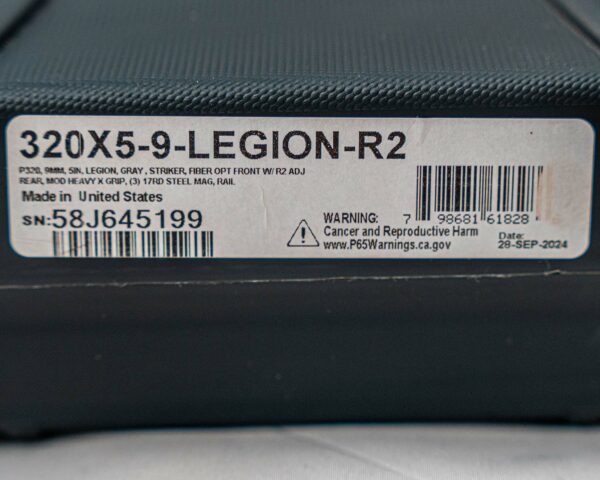 320X5-9-LEGION-R2
P320, 9MM, 5IN, LEGION, GRAY , STRIKER, FIBER OPT FRONT W/ R2 ADJ
REAR, MOD HEAVY X GRIP, (3) 17RD STEEL MAG, RAIL
Made in United States
SN:58J645199
WARNING:
Cancer and Reproductive Harm
www.P65Warnings.ca.gov
7 98681 61828
Date:
28-SEP-2024